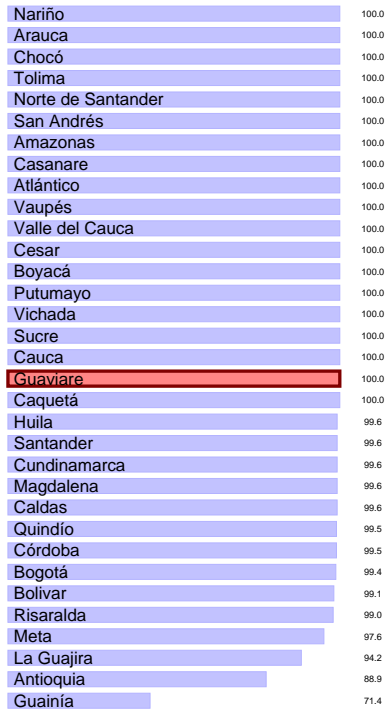 Nariño 100.0
Arauca 100.0
Chocó 100.0
Tolima 100.0
Norte de Santander 100.0
San Andrés 100.0
Amazonas 100.0
Casanare 100.0
Atlántico 100.0
Vaupés 100.0
Valle del Cauca 100.0
Cesar 100.0
Boyacá 100.0
Putumayo 100.0
Vichada 100.0
Sucre 100.0
Cauca 100.0
Guaviare 100.0
Caquetá 100.0
Huila 99.6
Santander 99.6
Cundinamarca 99.6
Magdalena 99.6
Caldas 99.6
Quindío 99.5
Córdoba 99.5
Bogotá 99.4
Bolivar 99.1
Risaralda 99.0
Meta 97.6
La Guajira 94.2
Antioquia 88.9
Guainía 71.4